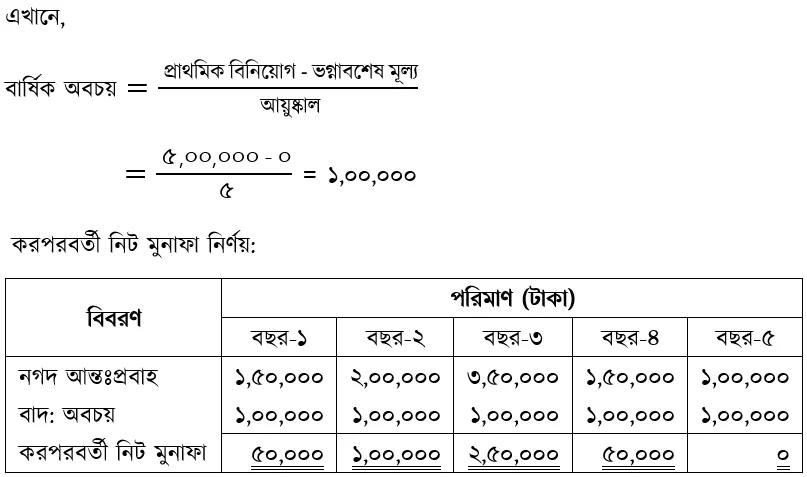 এখানে,
বার্ষিক অবচয় = প্রাথমিক বিনিয়োগ - ভগ্নাবশেষ মূল্য
আয়ুষ্কাল
= ৫,০০,০০০ - ০
৫
= ১,০০,০০০
করপরবর্তী নিট মুনাফা নির্ণয়:
বিবরণ পরিমাণ (টাকা)
বছর-১ বছর-২ বছর-৩ বছর-৪ বছর-৫
নগদ আন্তঃপ্রবাহ ১,৫০,০০০ ২,০০,০০০ ৩,৫০,০০০ ১,৫০,০০০ ১,০০,০০০
বাদ: অবচয় ১,০০,০০০ ১,০০,০০০ ১,০০,০০০ ১,০০,০০০ ১,০০,০০০
করপরবর্তী নিট মুনাফা ৫০,০০০ ১,০০,০০০ ২,৫০,০০০ ৫০,০০০ ০